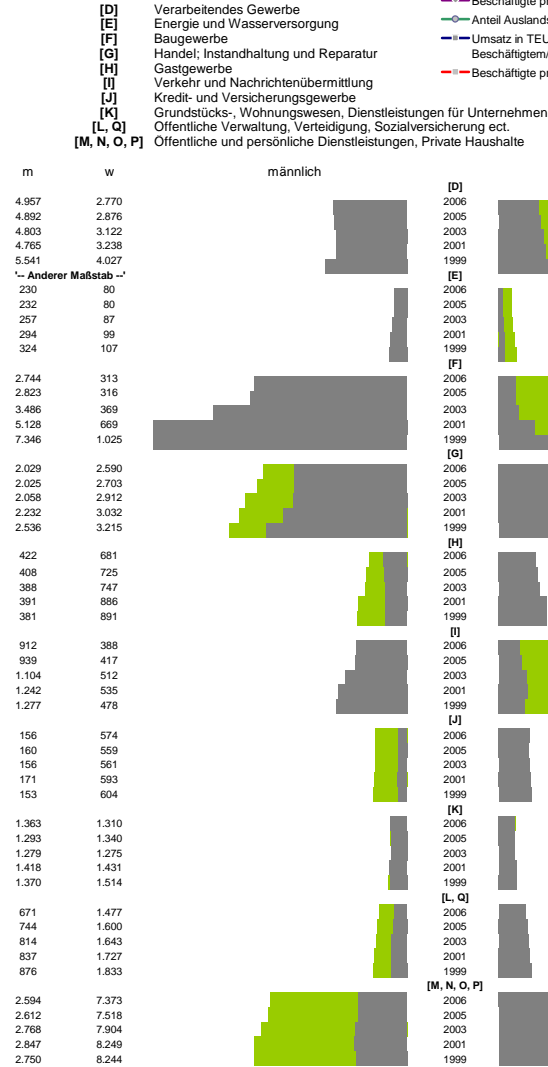 Beschäftigte pr
[D] Verarbeitendes Gewerbe
Anteil Auslands
[E] Energie und Wasserversorgung
[F] Baugewerbe
Umsatz in TEU
[G] Handel; Instandhaltung und Reparatur
Beschäftigtem/
[H] Gastgewerbe
Beschäftigte pr
[I] Verkehr und Nachrichtenübermittlung
[J] Kredit- und Versicherungsgewerbe
[K] Grundstücks-, Wohnungswesen, Dienstleistungen für Unternehmen
[L, Q] Öffentliche Verwaltung, Verteidigung, Sozialversicherung ect.
[M, N, O, P] Öffentliche und persönliche Dienstleistungen, Private Haushalte
m w männlich
[D]
4.957 2.770 2006
4.892 2.876 2005
4.803 3.122 2003
4.765 3.238 2001
5.541 4.027 1999
'-- Anderer Maßstab --' [E]
230 80 2006
232 80 2005
257 87 2003
294 99 2001
324 107 1999
[F]
2.744 313 2006
2.823 316 2005
3.486 369 2003
5.128 669 2001
7.346 1.025 1999
[G]
2.029 2.590 2006
2.025 2.703 2005
2.058 2.912 2003
2.232 3.032 2001
2.536 3.215 1999
[H]
422 681 2006
408 725 2005
388 747 2003
391 886 2001
381 891 1999
[I]
912 388 2006
939 417 2005
1.104 512 2003
1.242 535 2001
1.277 478 1999
[J]
156 574 2006
160 559 2005
156 561 2003
171 593 2001
153 604 1999
[K]
1.363 1.310 2006
1.293 1.340 2005
1.279 1.275 2003
1.418 1.431 2001
1.370 1.514 1999
[L, Q]
671 1.477 2006
744 1.600 2005
814 1.643 2003
837 1.727 2001
876 1.833 1999
[M, N, O, P]
2.594 7.373 2006
2.612 7.518 2005
2.768 7.904 2003
2.847 8.249 2001
2.750 8.244 1999